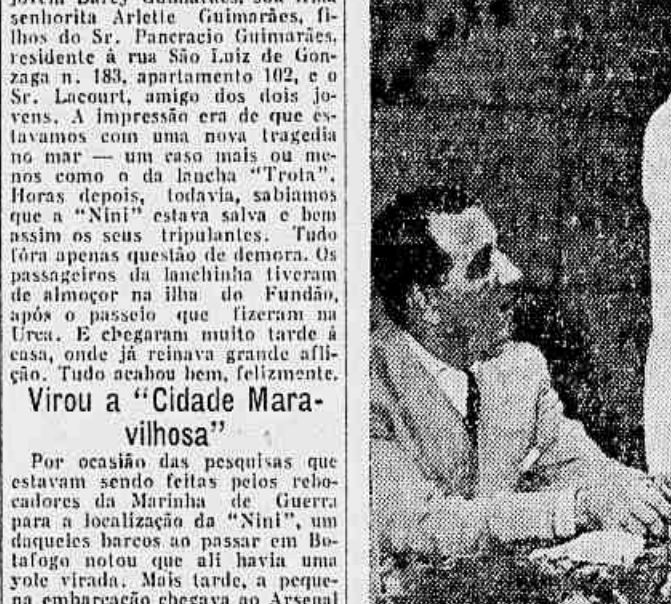 jovem Darcy Guimarães, sua irmã
senhorita Arlette Guimarães, fi-
lhos do Sr. Pancracio Guimarães,
residente á rua São Luiz de Gon-
zaga n. 183, apartamento 102, e o
Sr. Lacourt, amigo dos dois jo-
vens. A impressão era de que es-
tavamos com uma nova tragedia
no mar — um caso mais ou me-
nos como o da lancha "Trota".
Horas depois, todavia, sabiamos
que a "Nini" estava salva e bem
assim os seus tripulantes. Tudo
fôra apenas questão de demora. Os
passageiros da lanchinha tiveram
de almoçor na ilha do Fundão,
após o passeio que fizeram na
Urca. E chegaram muito tarde á
casa, onde já reinava grande afli-
ção. Tudo acabou bem, felizmente.
Virou a "Cidade Mara-
vilhosa"
Por ocasião das pesquisas que
estavam sendo feitas pelos rebo-
cadores da Marinha de Guerra
para a localização da "Nini", um
daqueles barcos ao passar em Bo-
tafogo notou que ali havia uma
yole virada. Mais tarde, a peque-
na embarcação chegava ao Arsenal